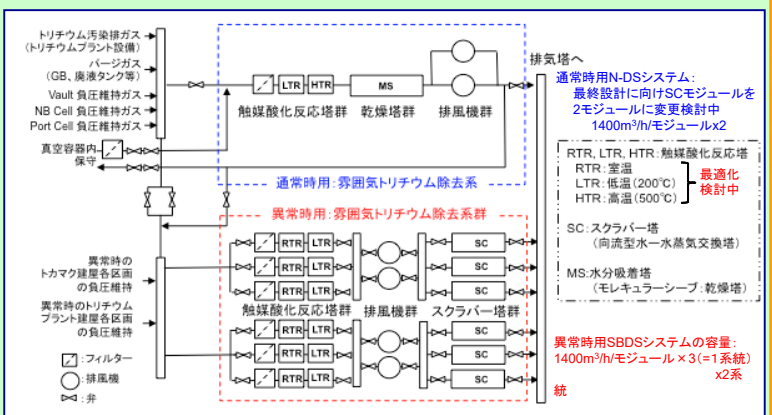 トリチウム汚染排ガス
(トリチウムプラント設備)
パージガス
(GB、廃液タンク等)
Vault 負圧維持ガス
NB Cell 負圧維持ガス
Port Cell 負圧維持ガス
真空容器内
保守
LTR
HTR
MS
触媒酸化反応塔群
乾燥塔群
排風機群
排気塔へ
通常時用:雰囲気トリチウム除去系
異常時用:雰囲気トリチウム除去系群
異常時の
トカマク建屋各区画
の負圧維持
異常時のトリチウム
プラント建屋各区画
の負圧維持
RTR
LTR
SC
RTR
LTR
SC
RTR
LTR
SC
触媒酸化反応塔群
排風機群
スクラバー塔群
RTR
LTR
SC
RTR
LTR
SC
RTR
LTR
SC
:フィルター
:排風機
:弁
通常時用N-DSシステム:
最終設計に向けSCモジュールを
2モジュールに変更検討中
1400m³/h/モジュールx2
RTR, LTR, HTR:触媒酸化反応塔
RTR:室温
LTR:低温(200℃)
HTR:高温(500℃)
最適化
検討中
SC:スクラバー塔
(向流型水ー水蒸気交換塔)
MS:水分吸着塔
(モレキュラーシーブ:乾燥塔)
異常時用SBDSシステムの容量:
1400m³/h/モジュール×3(=1系統)
x2系
統